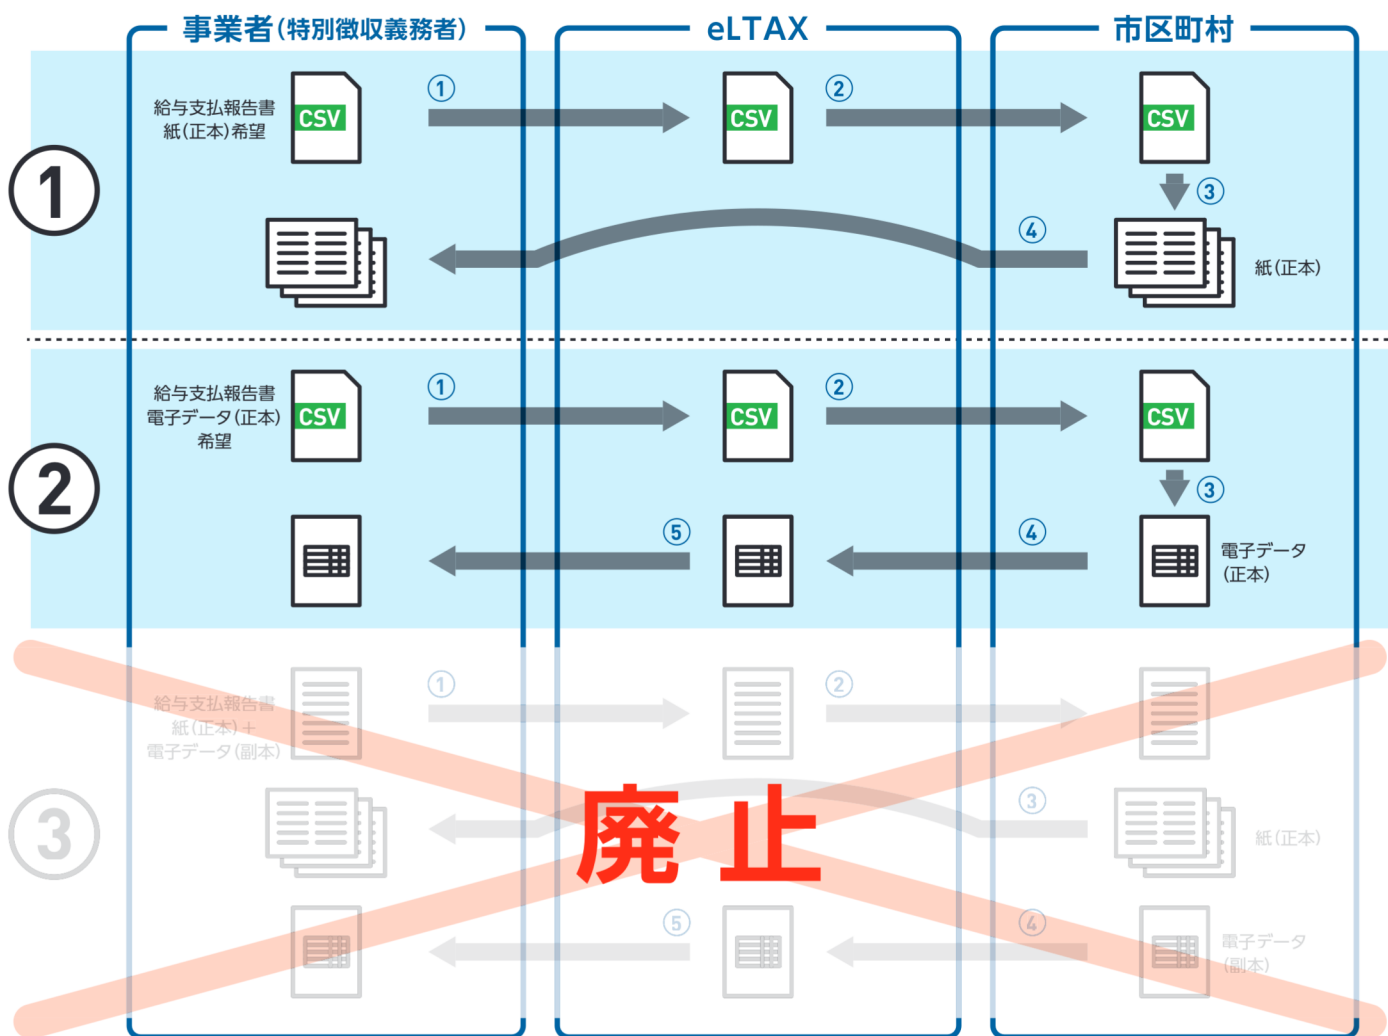 事業者(特別徴収義務者)
eLTAX
市区町村
①
給与支払報告書
紙(正本)希望
CSV
①
CSV
②
CSV
③
④
紙(正本)
②
給与支払報告書
電子データ(正本)
希望
CSV
①
CSV
②
CSV
③
⑤
④
電子データ
(正本)
③
給与支払報告書
紙(正本)+
電子データ(副本)
①
②
廃止
③
紙(正本)
⑤
④
電子データ
(副本)